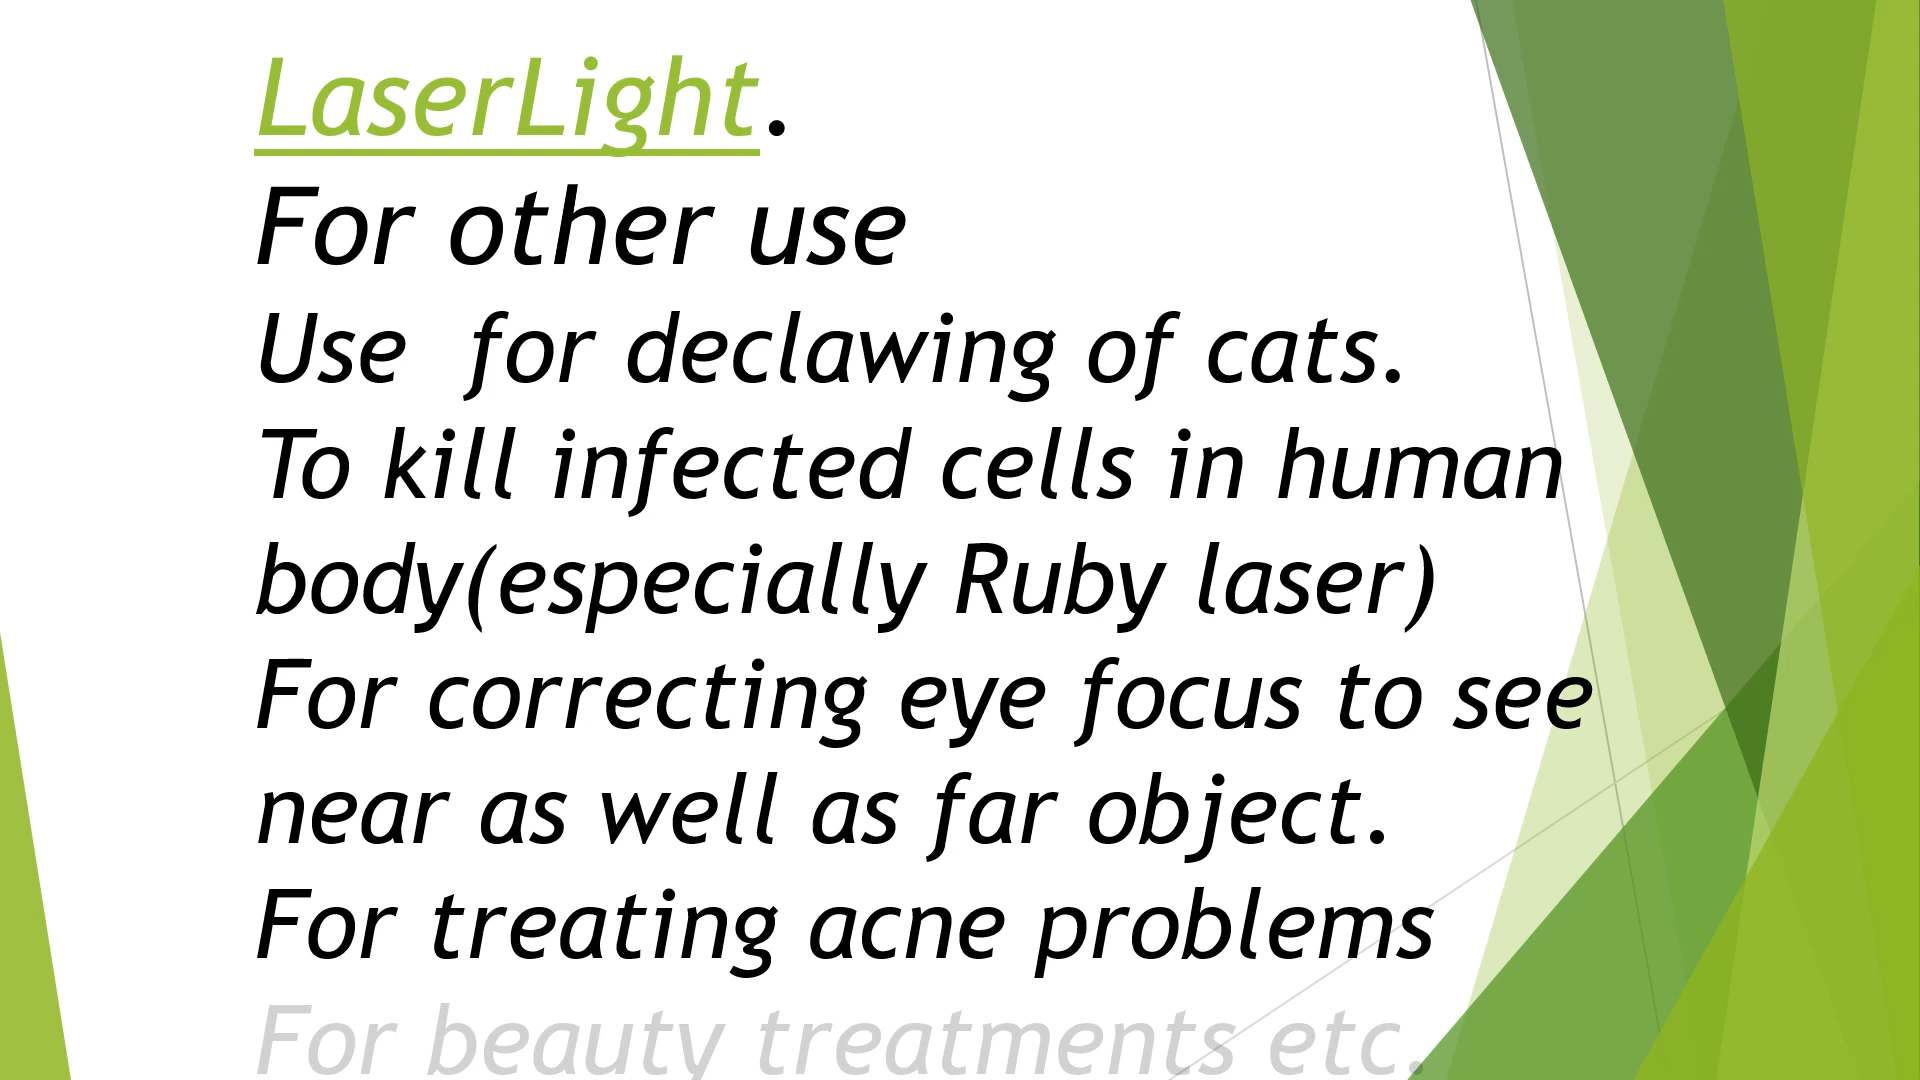 LaserLight.
For other use
Use  for declawing of cats.
To kill infected cells in human
body(especially Ruby laser)
For correcting eye focus to see
near as well as far object.
For treating acne problems
For beauty treatments etc.